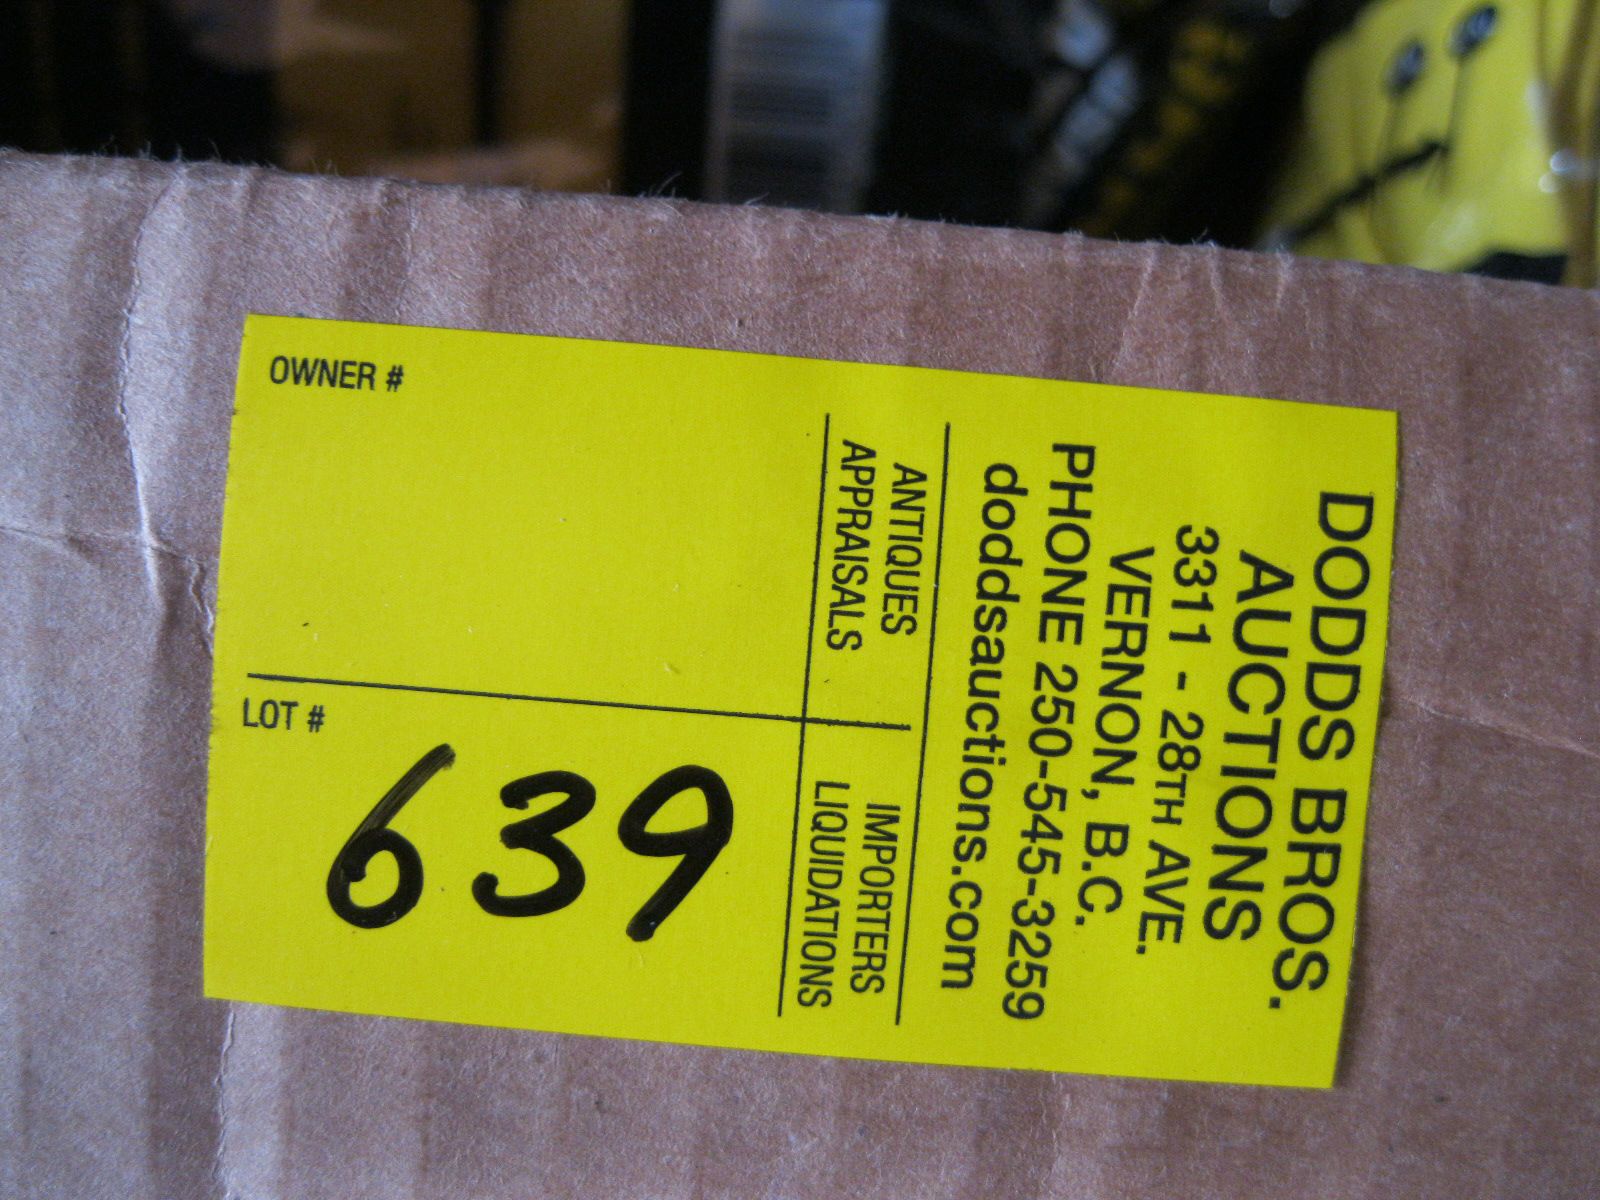 DODDS BROS.
AUCTIONS
3311 - 28TH AVE.
VERNON, B.C.
PHONE 250-545-3259
doddsauctions.com
ANTIQUES
APPRAISALS
IMPORTERS
LIQUIDATIONS
OWNER #
LOT #
639